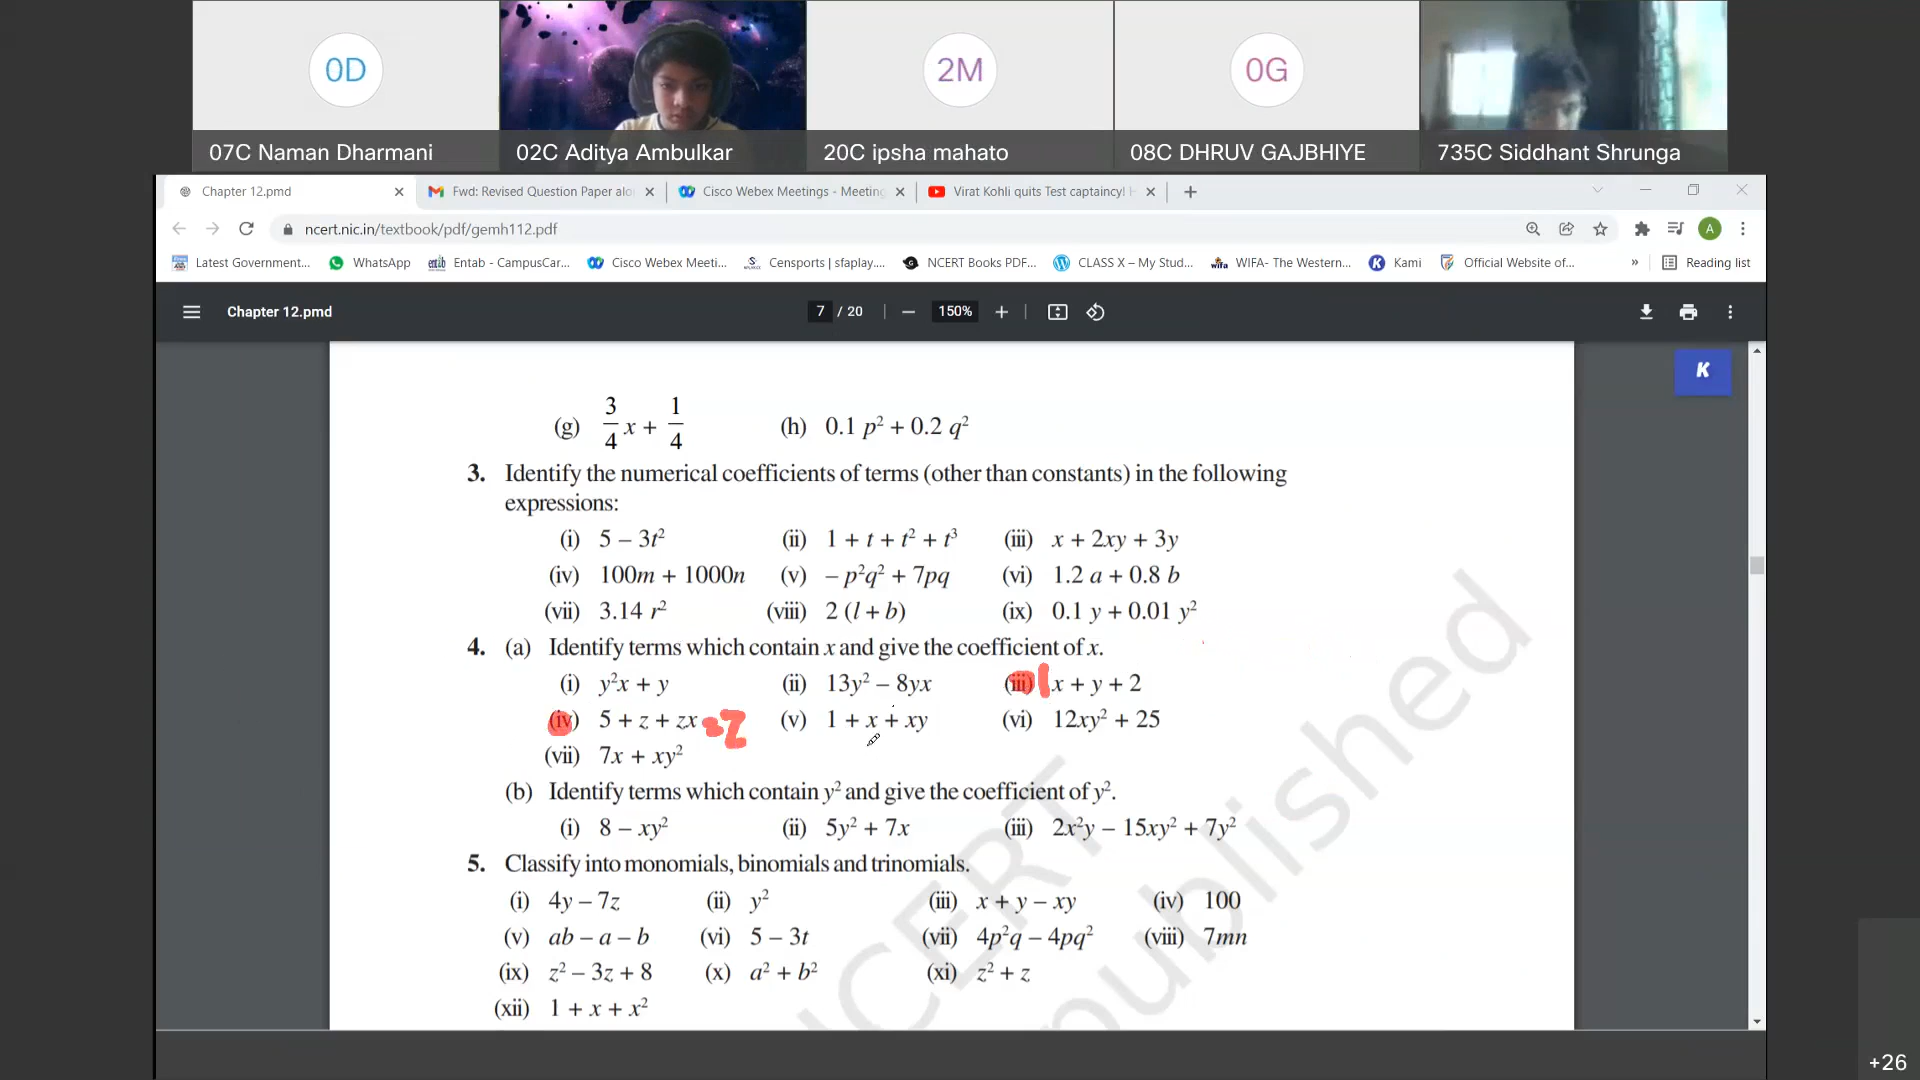 0D 2M 0G
07C Naman Dharmani 02C Aditya Ambulkar 20C ipsha mahato 08C DHRUV GAJBHIYE 735C Siddhant Shrunga
Chapter 12.pmd Fwd: Revised Question Paper alo Cisco Webex Meetings - Meeting Virat Kohli quits Test captaincy!
ncert.nic.in/textbook/pdf/gemh112.pdf A
Latest Government... WhatsApp Entab - CampusCar... Cisco Webex Meeti... Censports | sfaplay.... NCERT Books PDF... CLASS X – My Stud... WIFA- The Western... Kami Official Website of... » Reading list
Chapter 12.pmd 7 / 20 150%
K
(g) 3/4 x + 1/4 (h) 0.1 p² + 0.2 q²
3. Identify the numerical coefficients of terms (other than constants) in the following
expressions:
(i) 5 – 3t² (ii) 1 + t + t² + t³ (iii) x + 2xy + 3y
(iv) 100m + 1000n (v) – p²q² + 7pq (vi) 1.2 a + 0.8 b
(vii) 3.14 r² (viii) 2 (l + b) (ix) 0.1 y + 0.01 y²
4. (a) Identify terms which contain x and give the coefficient of x.
(i) y²x + y (ii) 13y² – 8yx (iii) 1 x + y + 2
(iv) 5 + z + zx = Z (v) 1 + x + xy (vi) 12xy² + 25
(vii) 7x + xy²
(b) Identify terms which contain y² and give the coefficient of y².
(i) 8 – xy² (ii) 5y² + 7x (iii) 2x²y – 15xy² + 7y²
5. Classify into monomials, binomials and trinomials.
(i) 4y – 7z (ii) y² (iii) x + y – xy (iv) 100
(v) ab – a – b (vi) 5 – 3t (vii) 4p²q – 4pq² (viii) 7mn
(ix) z² – 3z + 8 (x) a² + b² (xi) z² + z
(xii) 1 + x + x²
NCERT
published
+26